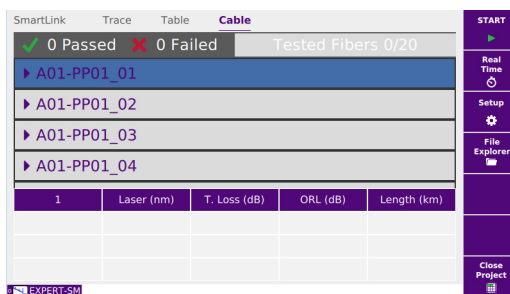 SmartLink Trace Table Cable
0 Passed 0 Failed Tested Fibers 0/20
A01-PP01_01
A01-PP01_02
A01-PP01_03
A01-PP01_04
1 Laser (nm) T. Loss (dB) ORL (dB) Length (km)
EXPERT-SM
START
Real
Time
Setup
File
Explorer
Close
Project